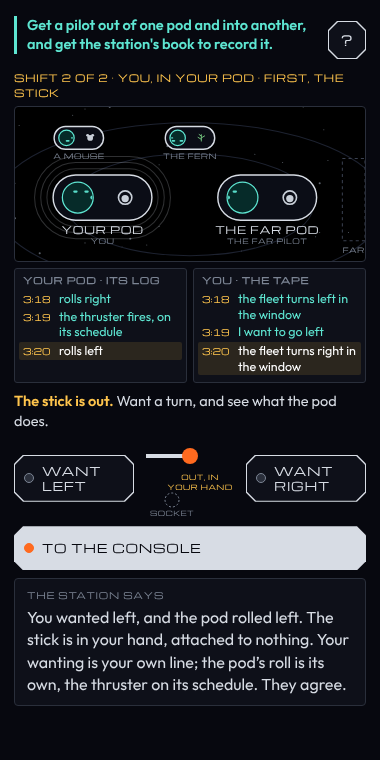 Get a pilot out of one pod and into another,
and get the station's book to record it.
?
SHIFT 2 OF 2 · YOU, IN YOUR POD · FIRST, THE
STICK
A MOUSE
THE FERN
YOUR POD
YOU
THE FAR POD
THE FAR PILOT
FAR
YOUR POD · ITS LOG
3:18 rolls right
3:19 the thruster fires, on
its schedule
3:20 rolls left
YOU · THE TAPE
3:18 the fleet turns left in
the window
3:19 I want to go left
3:20 the fleet turns right in
the window
The stick is out. Want a turn, and see what the pod
does.
WANT
LEFT
OUT, IN
YOUR HAND
SOCKET
WANT
RIGHT
TO THE CONSOLE
THE STATION SAYS
You wanted left, and the pod rolled left. The
stick is in your hand, attached to nothing. Your
wanting is your own line; the pod's roll is its
own, the thruster on its schedule. They agree.